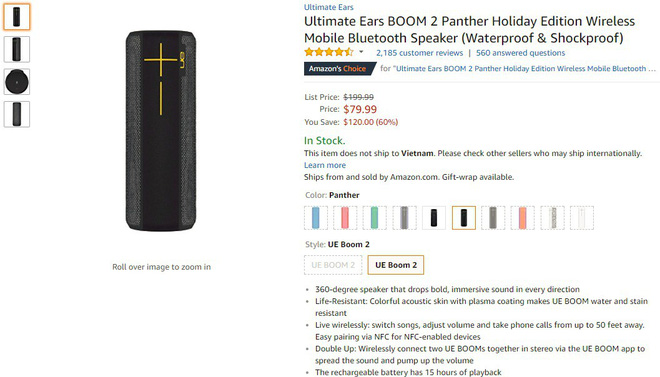 Ultimate Ears
Ultimate Ears BOOM 2 Panther Holiday Edition Wireless
Mobile Bluetooth Speaker (Waterproof & Shockproof)
2,185 customer reviews | 560 answered questions
Amazon's Choice for "Ultimate Ears BOOM 2 Panther Holiday Edition Wireless Mobile Bluetooth ...
List Price: $199.99
Price: $79.99
You Save: $120.00 (60%)
In Stock.
This item does not ship to Vietnam. Please check other sellers who may ship internationally.
Learn more
Ships from and sold by Amazon.com. Gift-wrap available.
Color: Panther
Style: UE Boom 2
UE BOOM 2 UE Boom 2
Roll over image to zoom in
• 360-degree speaker that drops bold, immersive sound in every direction
• Life-Resistant: Colorful acoustic skin with plasma coating makes UE BOOM water and stain
resistant
• Live wirelessly: switch songs, adjust volume and take phone calls from up to 50 feet away.
Easy pairing via NFC for NFC-enabled devices
• Double Up: Wirelessly connect two UE BOOMs together in stereo via the UE BOOM app to
spread the sound and pump up the volume
• The rechargeable battery has 15 hours of playback